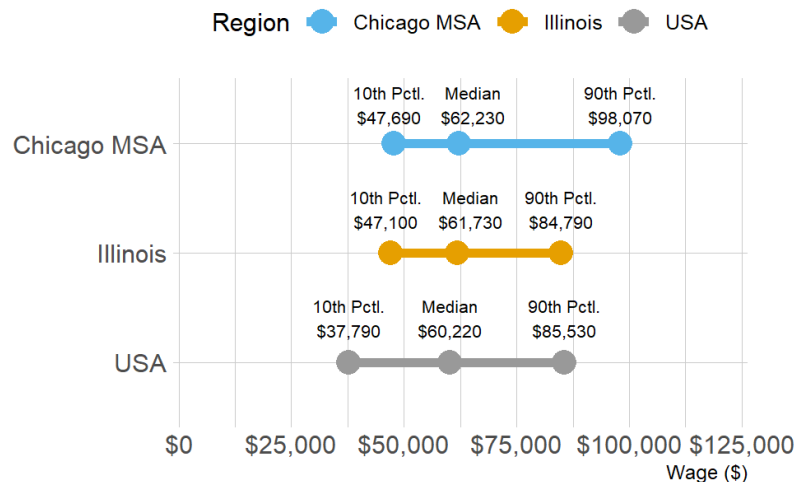 Region Chicago MSA Illinois USA
10th Pctl. Median 90th Pctl.
$47,690 $62,230 $98,070
Chicago MSA
10th Pctl. Median 90th Pctl.
$47,100 $61,730 $84,790
Illinois
10th Pctl. Median 90th Pctl.
$37,790 $60,220 $85,530
USA
$0 $25,000 $50,000 $75,000 $100,000 $125,000
Wage ($)